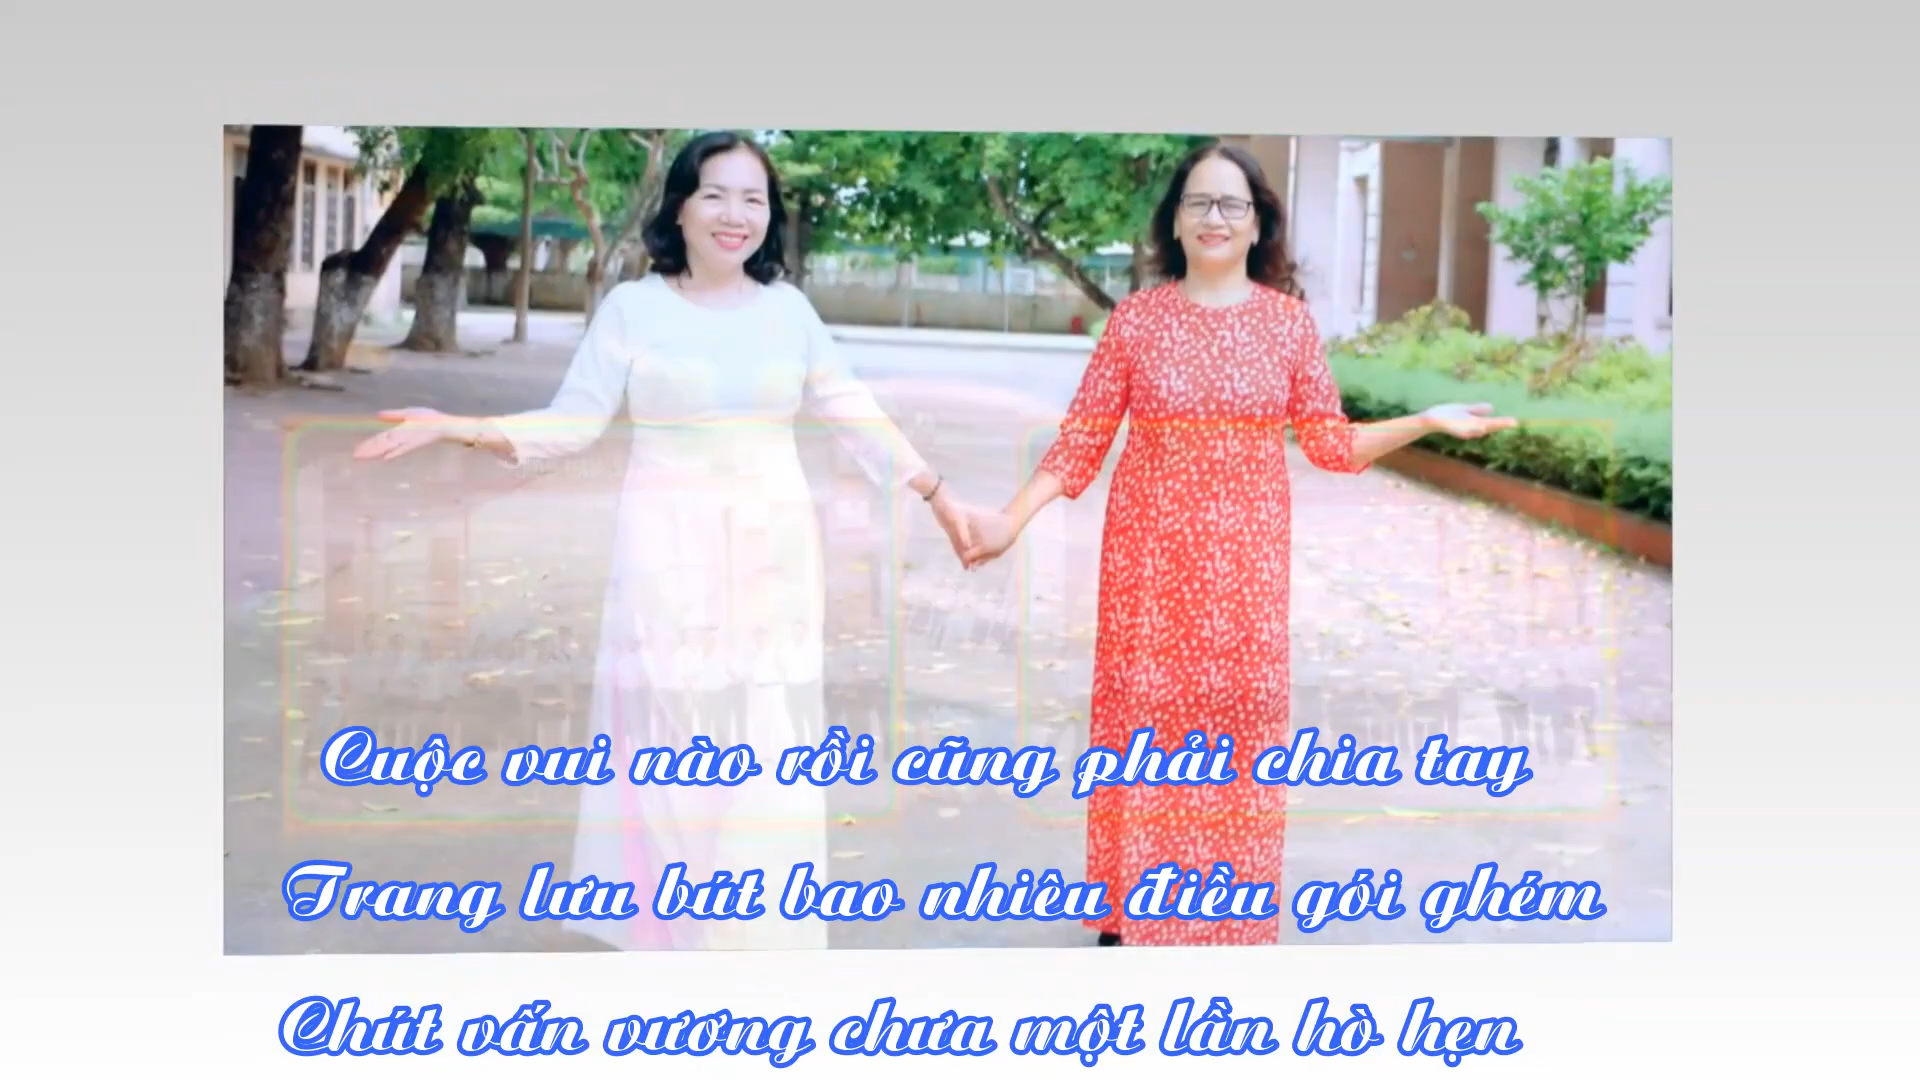 Cuộc vui nào rồi cũng phải chia tay
Trang lưu bút bao nhiêu điều gói ghém
Chút vấn vương chưa một lần hò hẹn